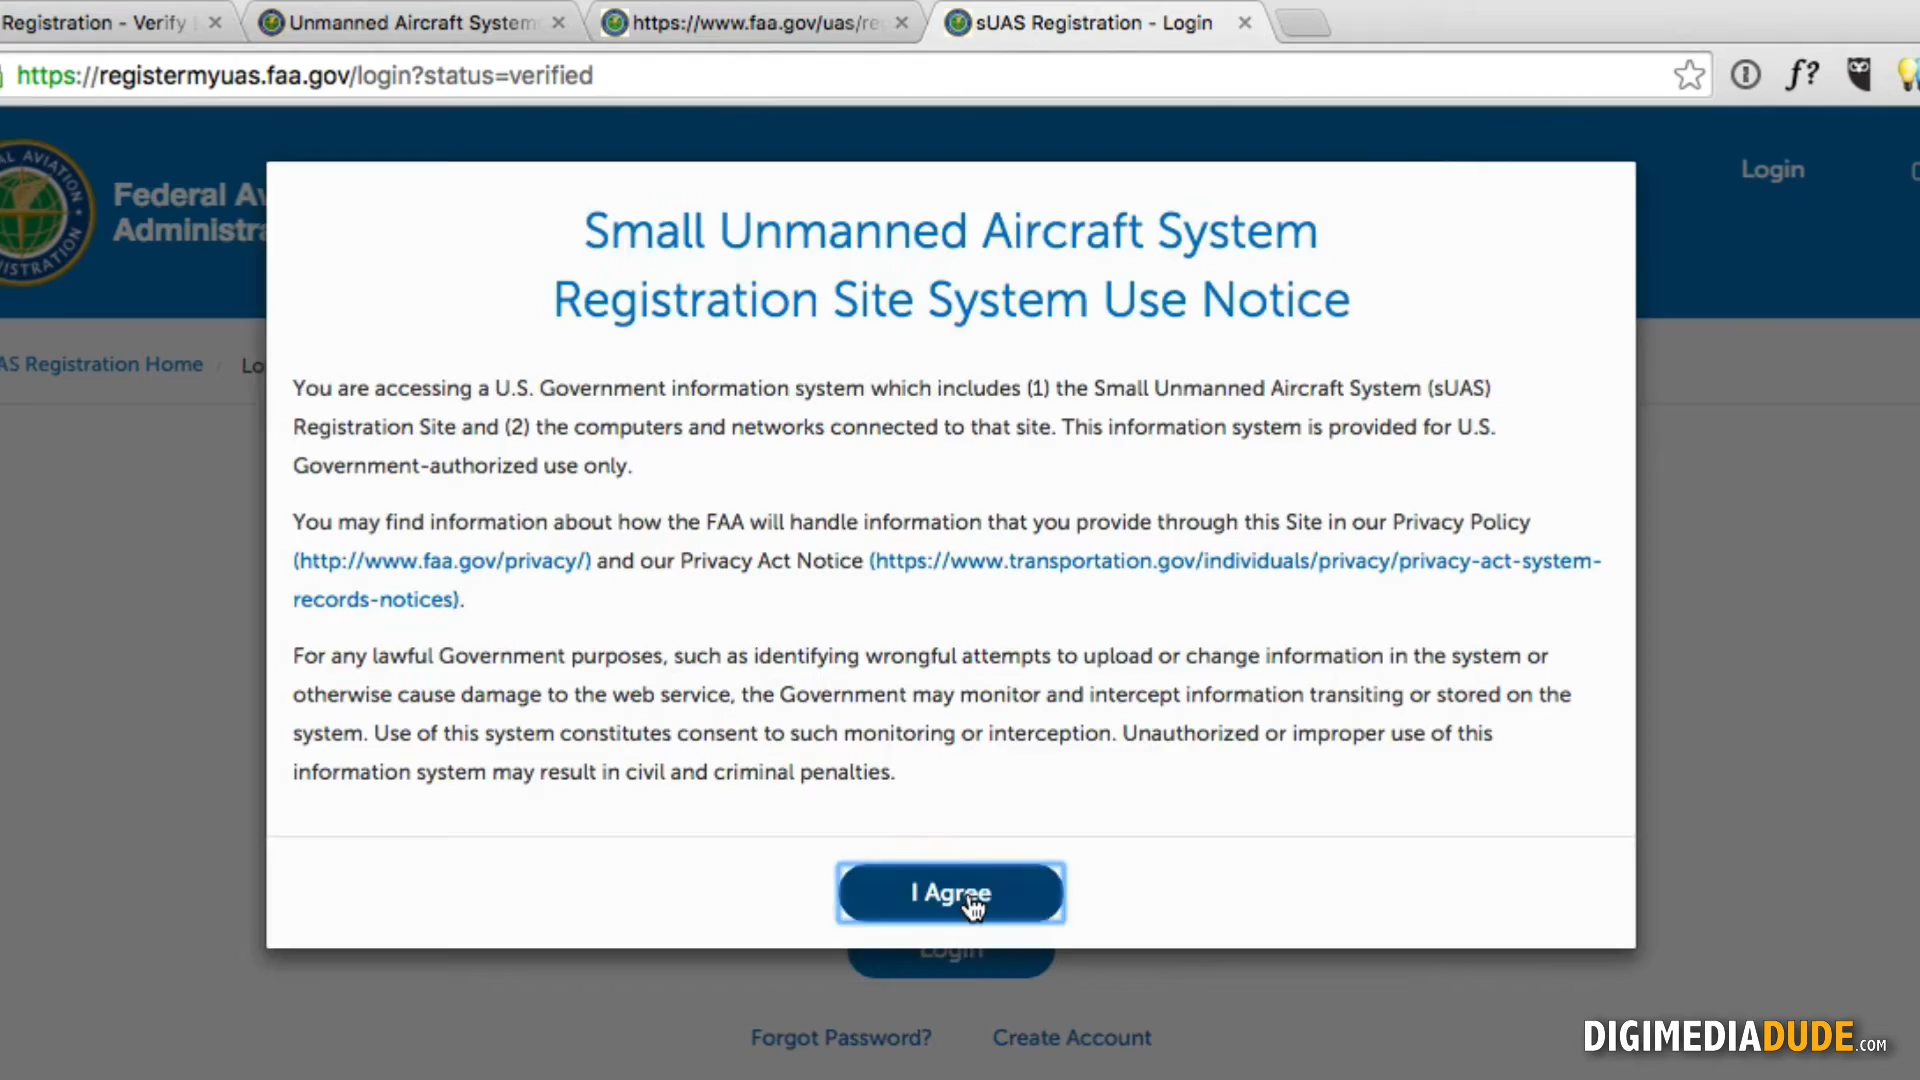 Registration - Verify
Unmanned Aircraft System
https://www.faa.gov/uas/re
sUAS Registration - Login
https://registermyuas.faa.gov/login?status=verified
f?
Login
AL AVIATION
NISTRATION
Federal Av
Administra
Small Unmanned Aircraft System
Registration Site System Use Notice
AS Registration Home / Lo
You are accessing a U.S. Government information system which includes (1) the Small Unmanned Aircraft System (sUAS)
Registration Site and (2) the computers and networks connected to that site. This information system is provided for U.S.
Government-authorized use only.
You may find information about how the FAA will handle information that you provide through this Site in our Privacy Policy
(http://www.faa.gov/privacy/) and our Privacy Act Notice (https://www.transportation.gov/individuals/privacy/privacy-act-system-
records-notices).
For any lawful Government purposes, such as identifying wrongful attempts to upload or change information in the system or
otherwise cause damage to the web service, the Government may monitor and intercept information transiting or stored on the
system. Use of this system constitutes consent to such monitoring or interception. Unauthorized or improper use of this
information system may result in civil and criminal penalties.
I Agree
Login
Forgot Password? Create Account
DIGIMEDIADUDE.COM